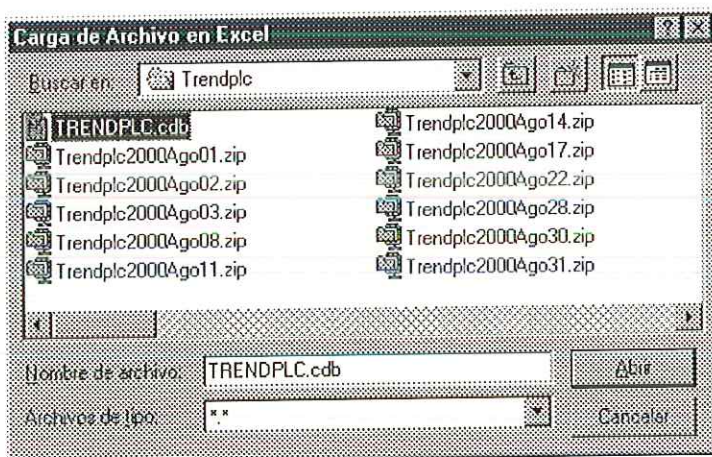 Carga de Archivo en Excel
Buscar en: Trendplc
TRENDPLC.cdb
Trendplc2000Ago01.zip
Trendplc2000Ago02.zip
Trendplc2000Ago03.zip
Trendplc2000Ago08.zip
Trendplc2000Ago11.zip
Trendplc2000Ago14.zip
Trendplc2000Ago17.zip
Trendplc2000Ago22.zip
Trendplc2000Ago28.zip
Trendplc2000Ago30.zip
Trendplc2000Ago31.zip
Nombre de archivo: TRENDPLC.cdb Abrir
Archivos de tipo: *.* Cancelar